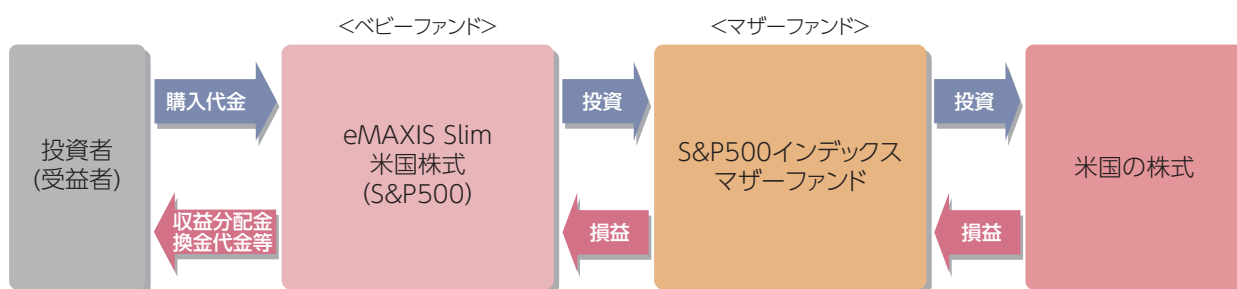 <ベビーファンド>
<マザーファンド>
投資者
(受益者)
購入代金
収益分配金
換金代金等
eMAXIS Slim
米国株式
(S&P500)
投資
損益
S&P500インデックス
マザーファンド
投資
損益
米国の株式